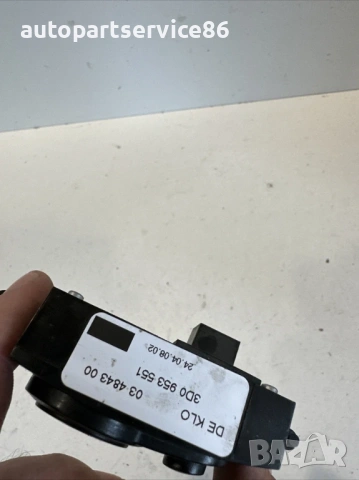 autopartservice86
DE KLO
3D0 953 551
03 4843 00
24.04.08.02
BAZAR